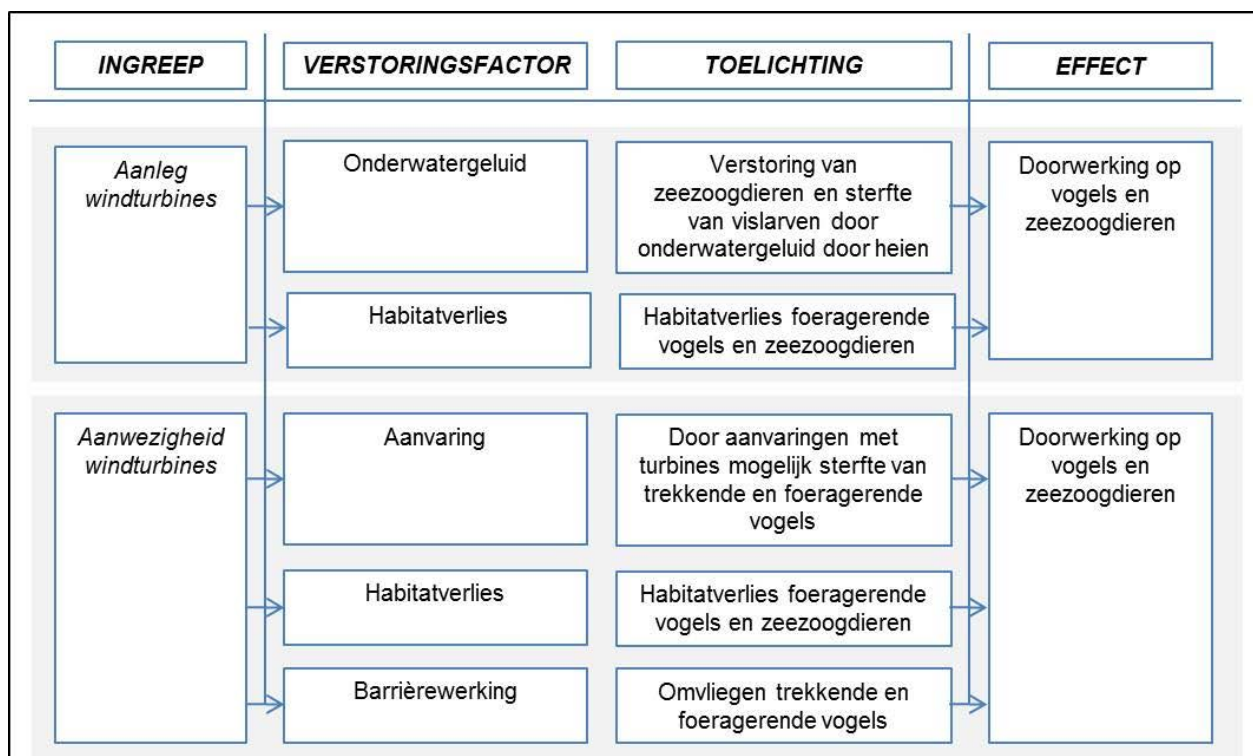 INGREEP
VERSTORINGSFACTOR
TOELICHTING
EFFECT
Aanleg
windturbines
Onderwatergeluid
Verstoring van
zeezoogdieren en sterfte
van vislarven door
onderwatergeluid door heien
Doorwerking op
vogels en
zeezoogdieren
Habitatverlies
Habitatverlies foeragerende
vogels en zeezoogdieren
Aanwezigheid
windturbines
Aanvaring
Door aanvaringen met
turbines mogelijk sterfte van
trekkende en foeragerende
vogels
Doorwerking op
vogels en
zeezoogdieren
Habitatverlies
Habitatverlies foeragerende
vogels en zeezoogdieren
Barrièrewerking
Omvliegen trekkende en
foeragerende vogels